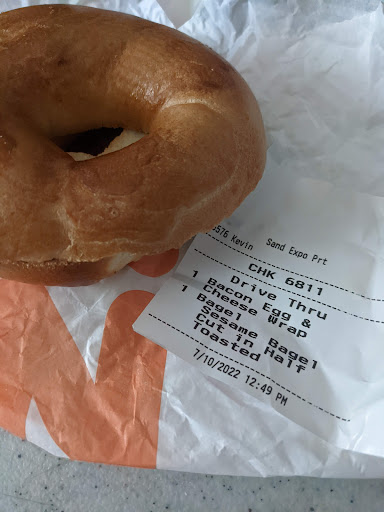 6576 Kevin Sand Expo Prt
CHK 6811
Drive Thru
1 Bacon Egg &
Cheese Wrap
1 Bagel
Sesame Bagel
Cut in Half
Toasted
7/10/2022 12:49 PM